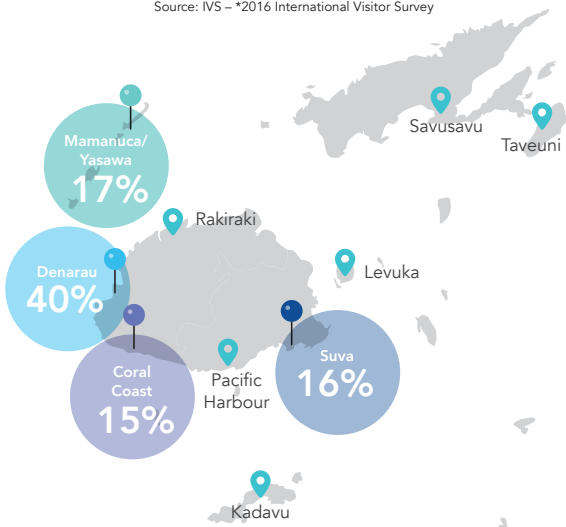 Source: IVS – *2016 International Visitor Survey
Savusavu
Taveuni
Mamanuca/
Yasawa
17%
Rakiraki
Levuka
Denarau
40%
Coral
Coast
15%
Pacific
Harbour
Suva
16%
Kadavu